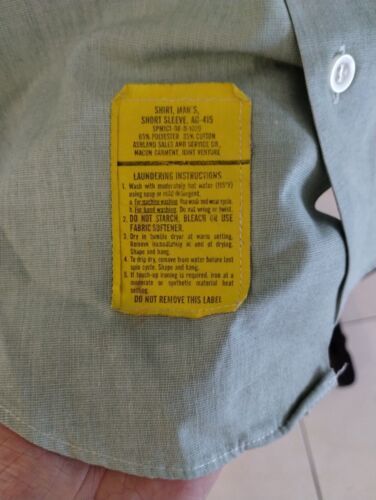 SHIRT, MAN'S,
SHORT SLEEVE, AG-415
65% POLYESTER 35% COTTON
ASHLAND SALES AND SERVICE CO.,
MACON GARMENT, JOINT VENTURE
LAUNDERING INSTRUCTIONS
1. Wash with moderately hot water (115°F)
using soap or mild detergent.
a. For machine washing. Use wash and wear cycle.
b. For hand washing. Do not wring or twist.
2. DO NOT STARCH, BLEACH OR USE
FABRIC SOFTENER.
3. Dry in tumble dryer at warm setting.
Remove immediately at end of drying.
Shape and hang.
4. To drip dry, remove from water before last
spin cycle. Shape and hang.
5. If touch-up ironing is required, iron at a
moderate or synthetic material heat
setting.
DO NOT REMOVE THIS LABEL